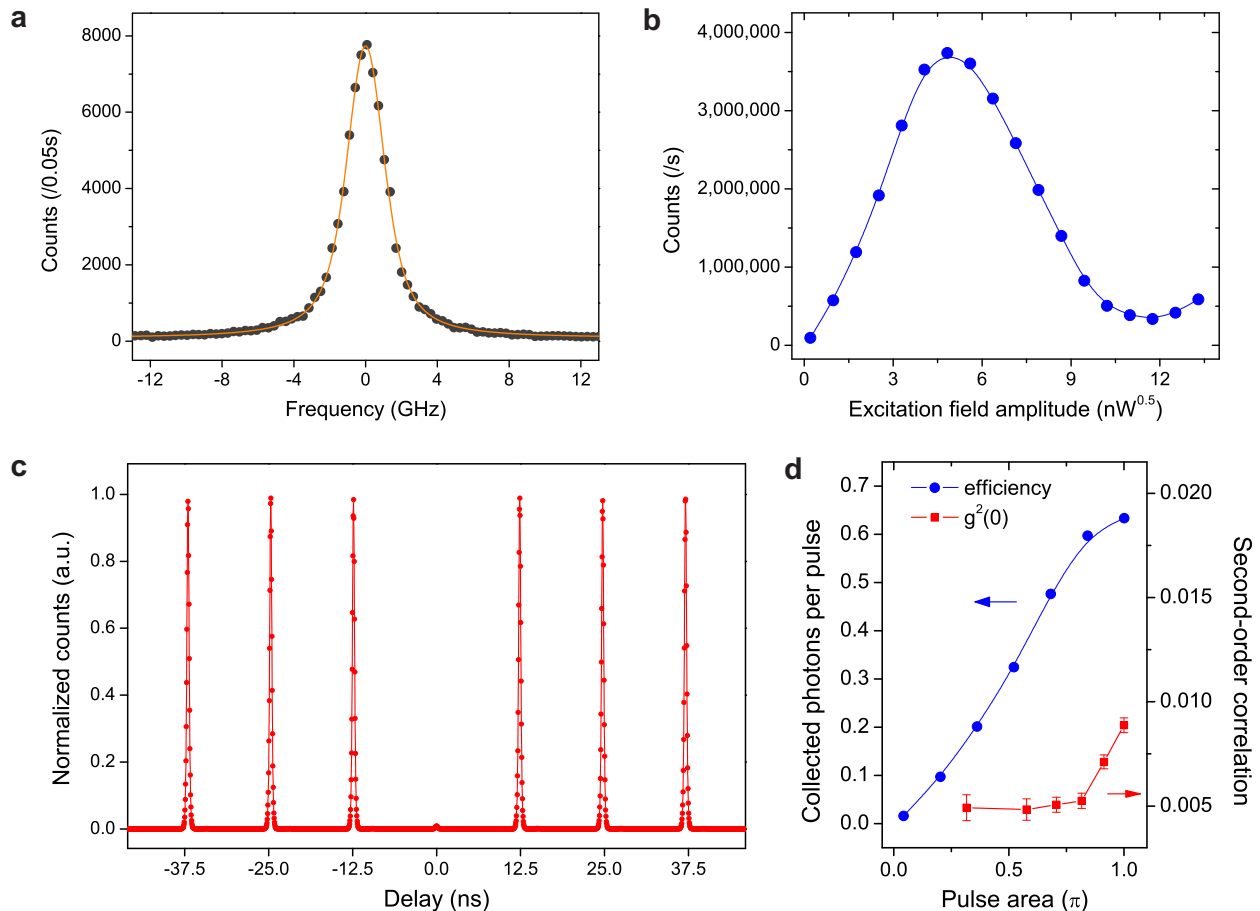 a
8000
6000
4000
2000
0
Counts (/0.05s)
-12 -8 -4 0 4 8 12
Frequency (GHz)
b
4,000,000
3,000,000
2,000,000
1,000,000
0
Counts (/s)
0 3 6 9 12
Excitation field amplitude (nW^0.5)
c
1.0
0.8
0.6
0.4
0.2
0.0
Normalized counts (a.u.)
-37.5 -25.0 -12.5 0.0 12.5 25.0 37.5
Delay (ns)
d
0.7
0.6
0.5
0.4
0.3
0.2
0.1
0.0
Collected photons per pulse
efficiency
g²(0)
0.020
0.015
0.010
0.005
Second-order correlation
0.0 0.5 1.0
Pulse area (π)